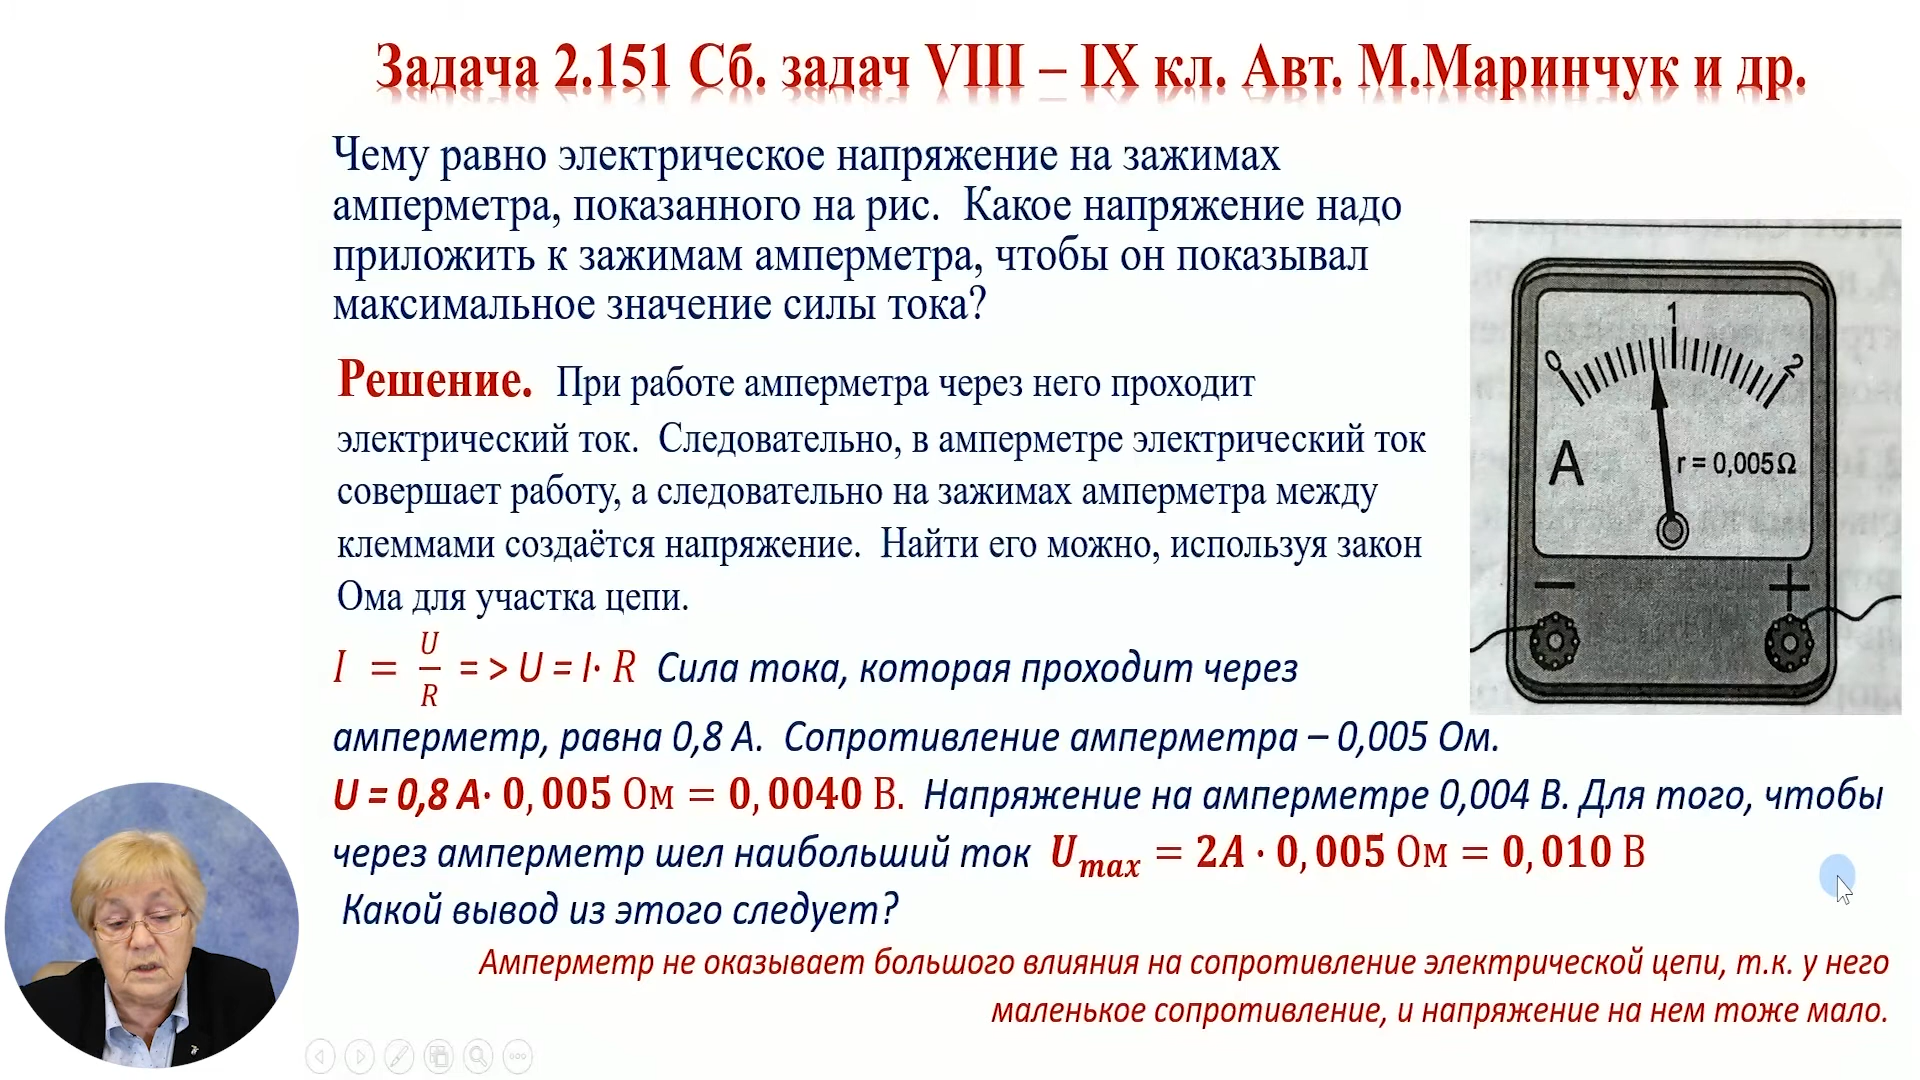 Задача 2.151 Сб. задач VIII – IX кл. Авт. М.Маринчук и др.
Чему равно электрическое напряжение на зажимах
амперметра, показанного на рис. Какое напряжение надо
приложить к зажимам амперметра, чтобы он показывал
максимальное значение силы тока?
0 1 2
A
r = 0,005 Ω
− +
Решение. При работе амперметра через него проходит
электрический ток. Следовательно, в амперметре электрический ток
совершает работу, а следовательно на зажимах амперметра между
клеммами создаётся напряжение. Найти его можно, используя закон
Ома для участка цепи.
I = U/R = > U = I· R Сила тока, которая проходит через
амперметр, равна 0,8 А. Сопротивление амперметра – 0,005 Ом.
U = 0,8 А· 0,005 Ом = 0,0040 В. Напряжение на амперметре 0,004 В. Для того, чтобы
через амперметр шел наибольший ток Umax = 2А · 0,005 Ом = 0,010 В
Какой вывод из этого следует?
Амперметр не оказывает большого влияния на сопротивление электрической цепи, т.к. у него
маленькое сопротивление, и напряжение на нем тоже мало.